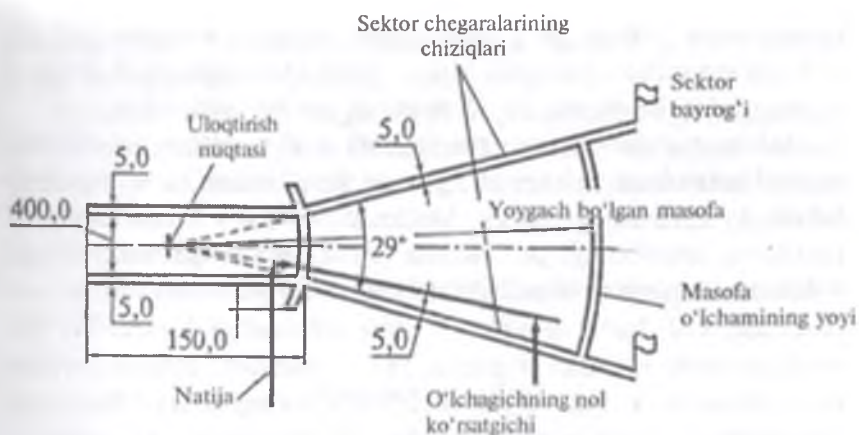 Sektor chegaralarining
chiziqlari
Sektor
bayrog'i
Uloqtirish
nuqtasi
5,0
5,0
400,0
Yoygach bo'lgan masofa
29°
5,0
150,0
5,0
Masofa
o'lchamining yoyi
Natija
O'lchagichning nol
ko'rsatgichi